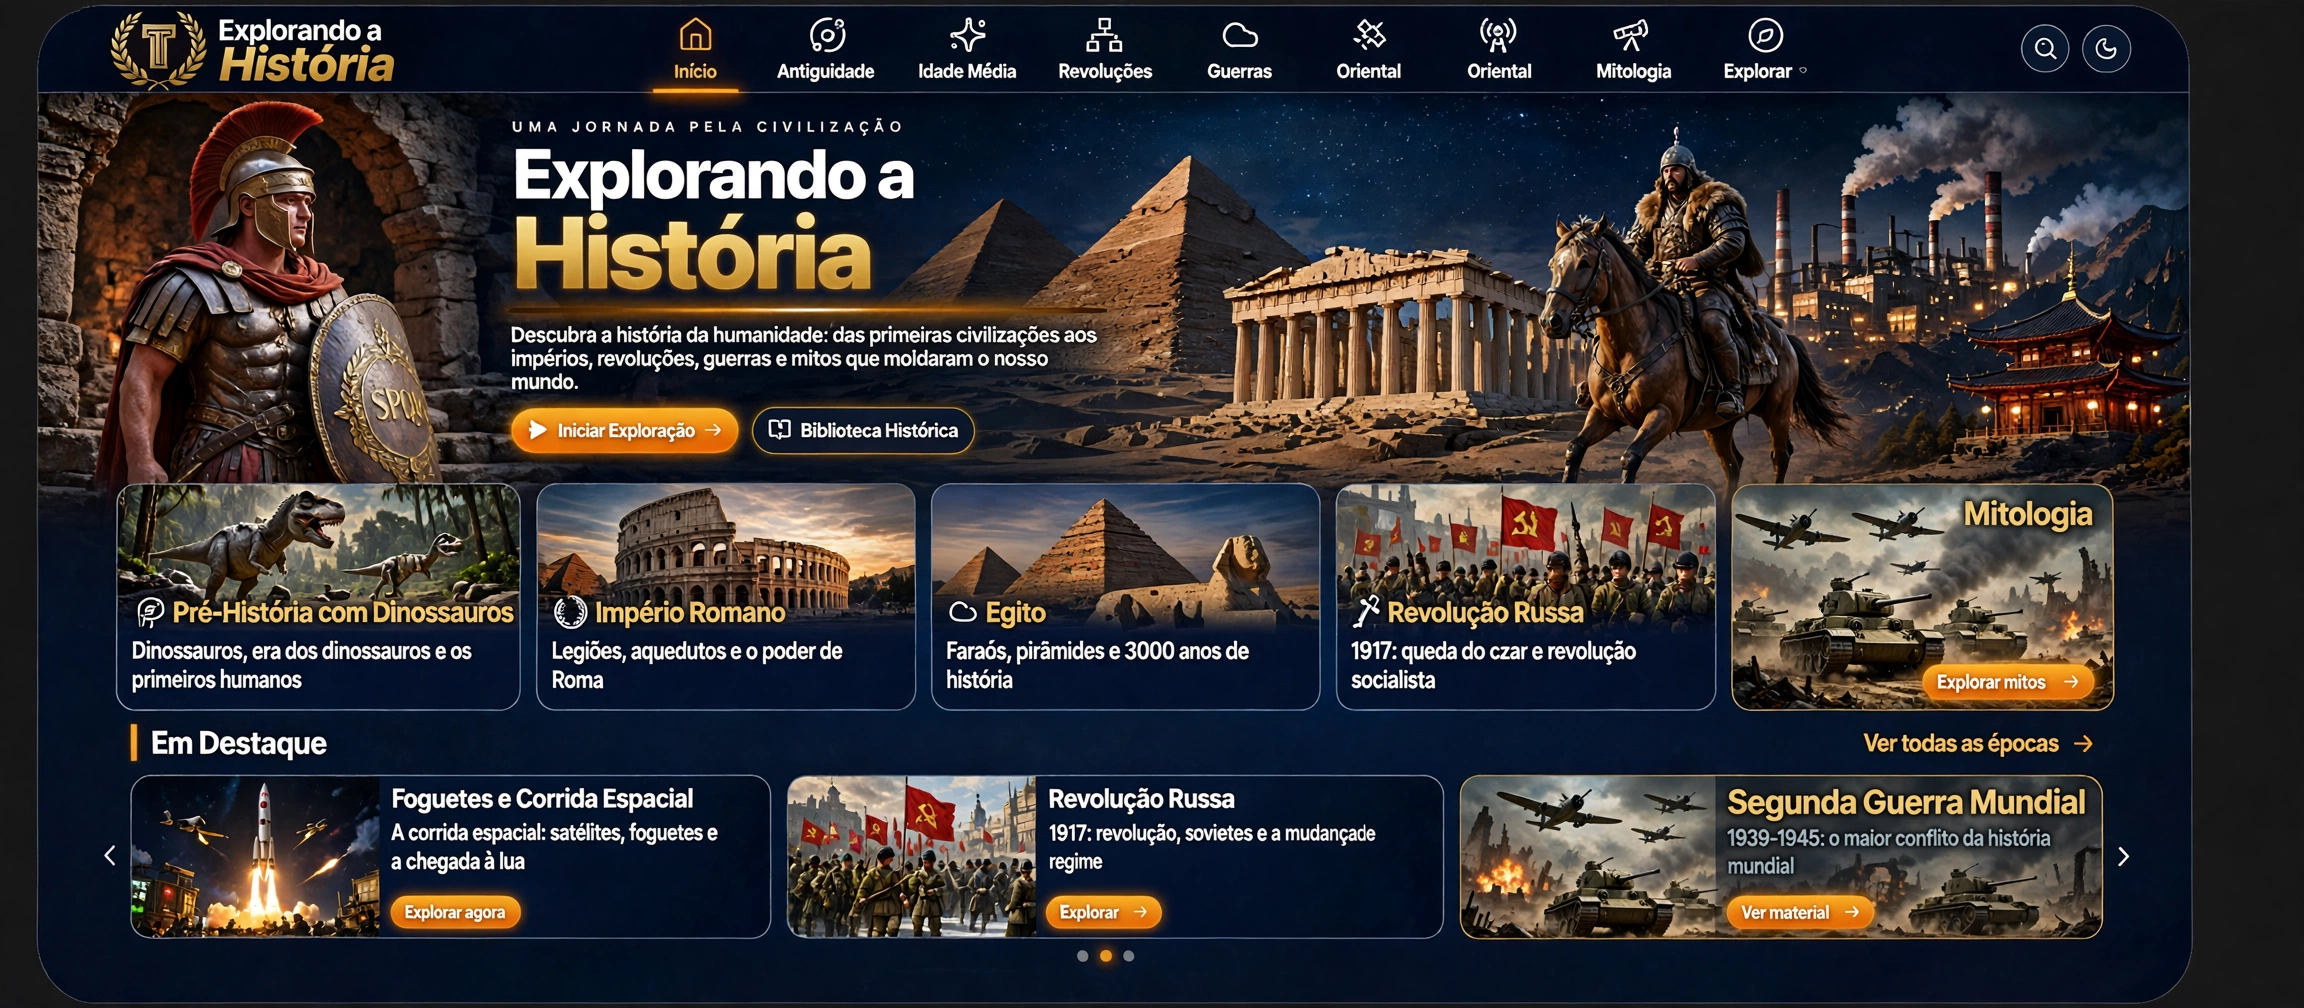 T
Explorando a
História
Início
Antiguidade
Idade Média
Revoluções
Guerras
Oriental
Oriental
Mitologia
Explorar
UMA JORNADA PELA CIVILIZAÇÃO
Explorando a
História
Descubra a história da humanidade: das primeiras civilizações aos
impérios, revoluções, guerras e mitos que moldaram o nosso
mundo.
Iniciar Exploração →
Biblioteca Histórica
SPQR
Pré-História com Dinossauros
Dinossauros, era dos dinossauros e os
primeiros humanos
Império Romano
Legiões, aquedutos e o poder de
Roma
Egito
Faraós, pirâmides e 3000 anos de
história
Revolução Russa
1917: queda do czar e revolução
socialista
Mitologia
Explorar mitos →
Em Destaque
Ver todas as épocas →
Foguetes e Corrida Espacial
A corrida espacial: satélites, foguetes e
a chegada à lua
Explorar agora
Revolução Russa
1917: revolução, sovietes e a mudançade
regime
Explorar →
Segunda Guerra Mundial
1939-1945: o maior conflito da história
mundial
Ver material →